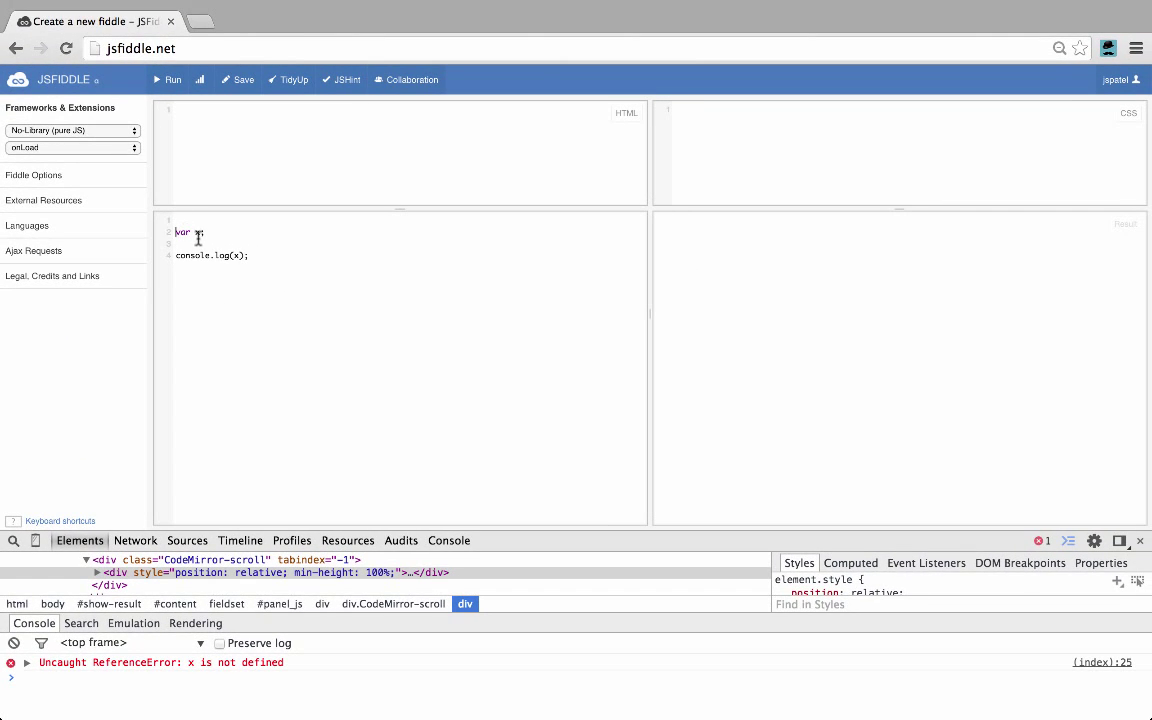 Create a new fiddle – JSFid
jsfiddle.net
JSFIDDLE α
Run
Save
TidyUp
JSHint
Collaboration
jspatel
Frameworks & Extensions
No-Library (pure JS)
onLoad
Fiddle Options
External Resources
Languages
Ajax Requests
Legal, Credits and Links
1
HTML
1
CSS
1
2 var x;
3
4 console.log(x);
Result
? Keyboard shortcuts
Elements Network Sources Timeline Profiles Resources Audits Console
1
<div class="CodeMirror-scroll" tabindex="-1">
<div style="position: relative; min-height: 100%;">…</div>
</div>
Styles Computed Event Listeners DOM Breakpoints Properties
element.style {
position: relative;
html body #show-result #content fieldset #panel_js div div.CodeMirror-scroll div
Find in Styles
Console Search Emulation Rendering
<top frame>
Preserve log
Uncaught ReferenceError: x is not defined
(index):25
>